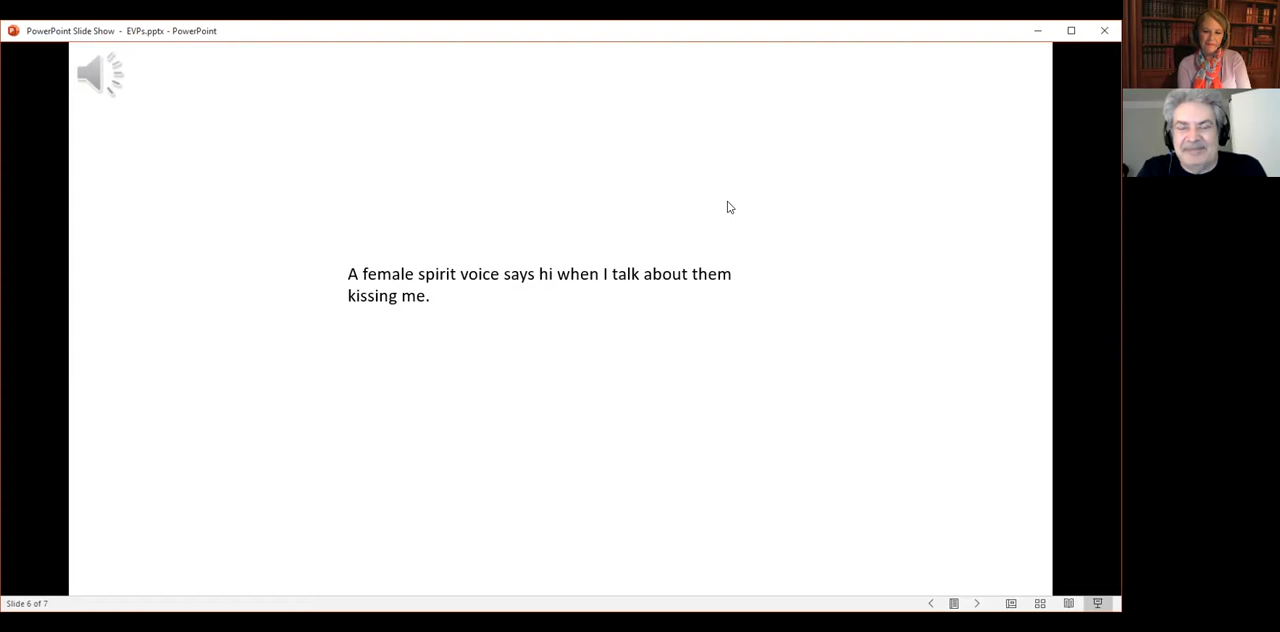 PowerPoint Slide Show - EVPs.pptx - PowerPoint
A female spirit voice says hi when I talk about them
kissing me.
Slide 6 of 7